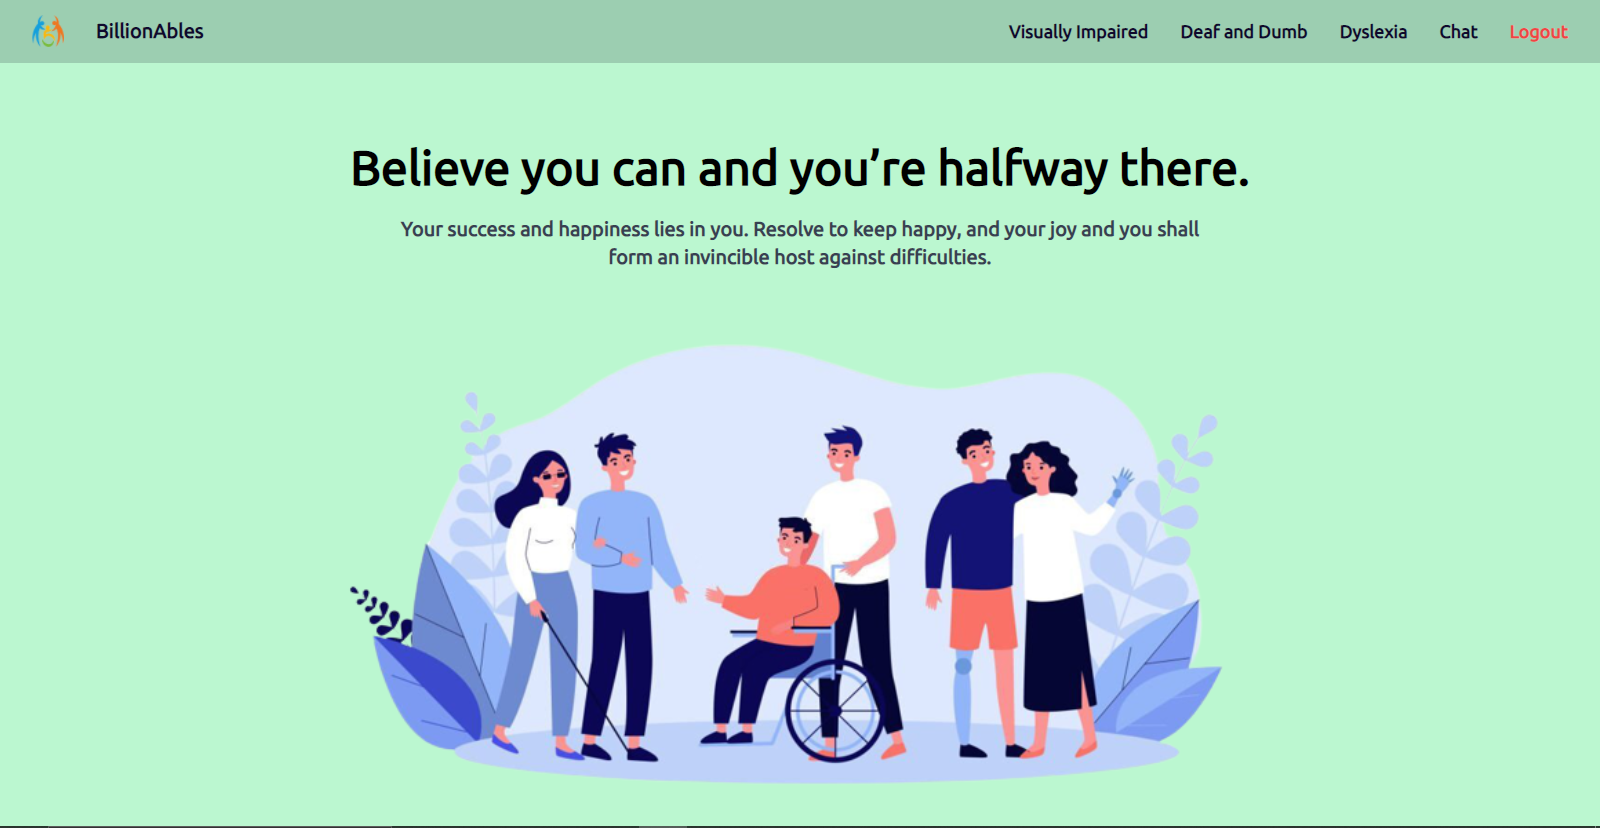 BillionAbles
Visually Impaired
Deaf and Dumb
Dyslexia
Chat
Logout
Believe you can and you’re halfway there.
Your success and happiness lies in you. Resolve to keep happy, and your joy and you shall
form an invincible host against difficulties.